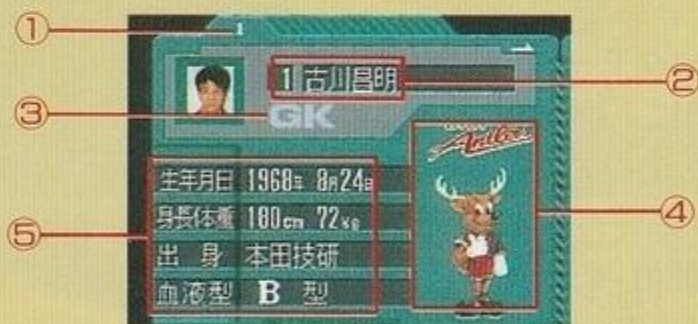 ①
1
1 古川昌明
②
③
GK
Antlers
④
⑤
生年月日 1968年 8月24日
身長体重 180cm 72kg
出 身 本田技研
血液型 B 型